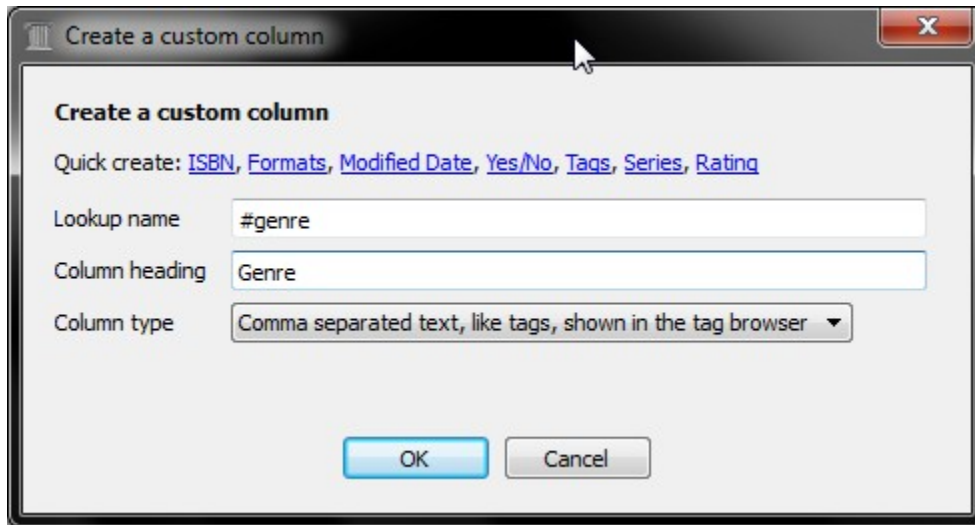 Create a custom column
Create a custom column
Quick create: ISBN, Formats, Modified Date, Yes/No, Tags, Series, Rating
Lookup name #genre
Column heading Genre
Column type Comma separated text, like tags, shown in the tag browser
OK Cancel